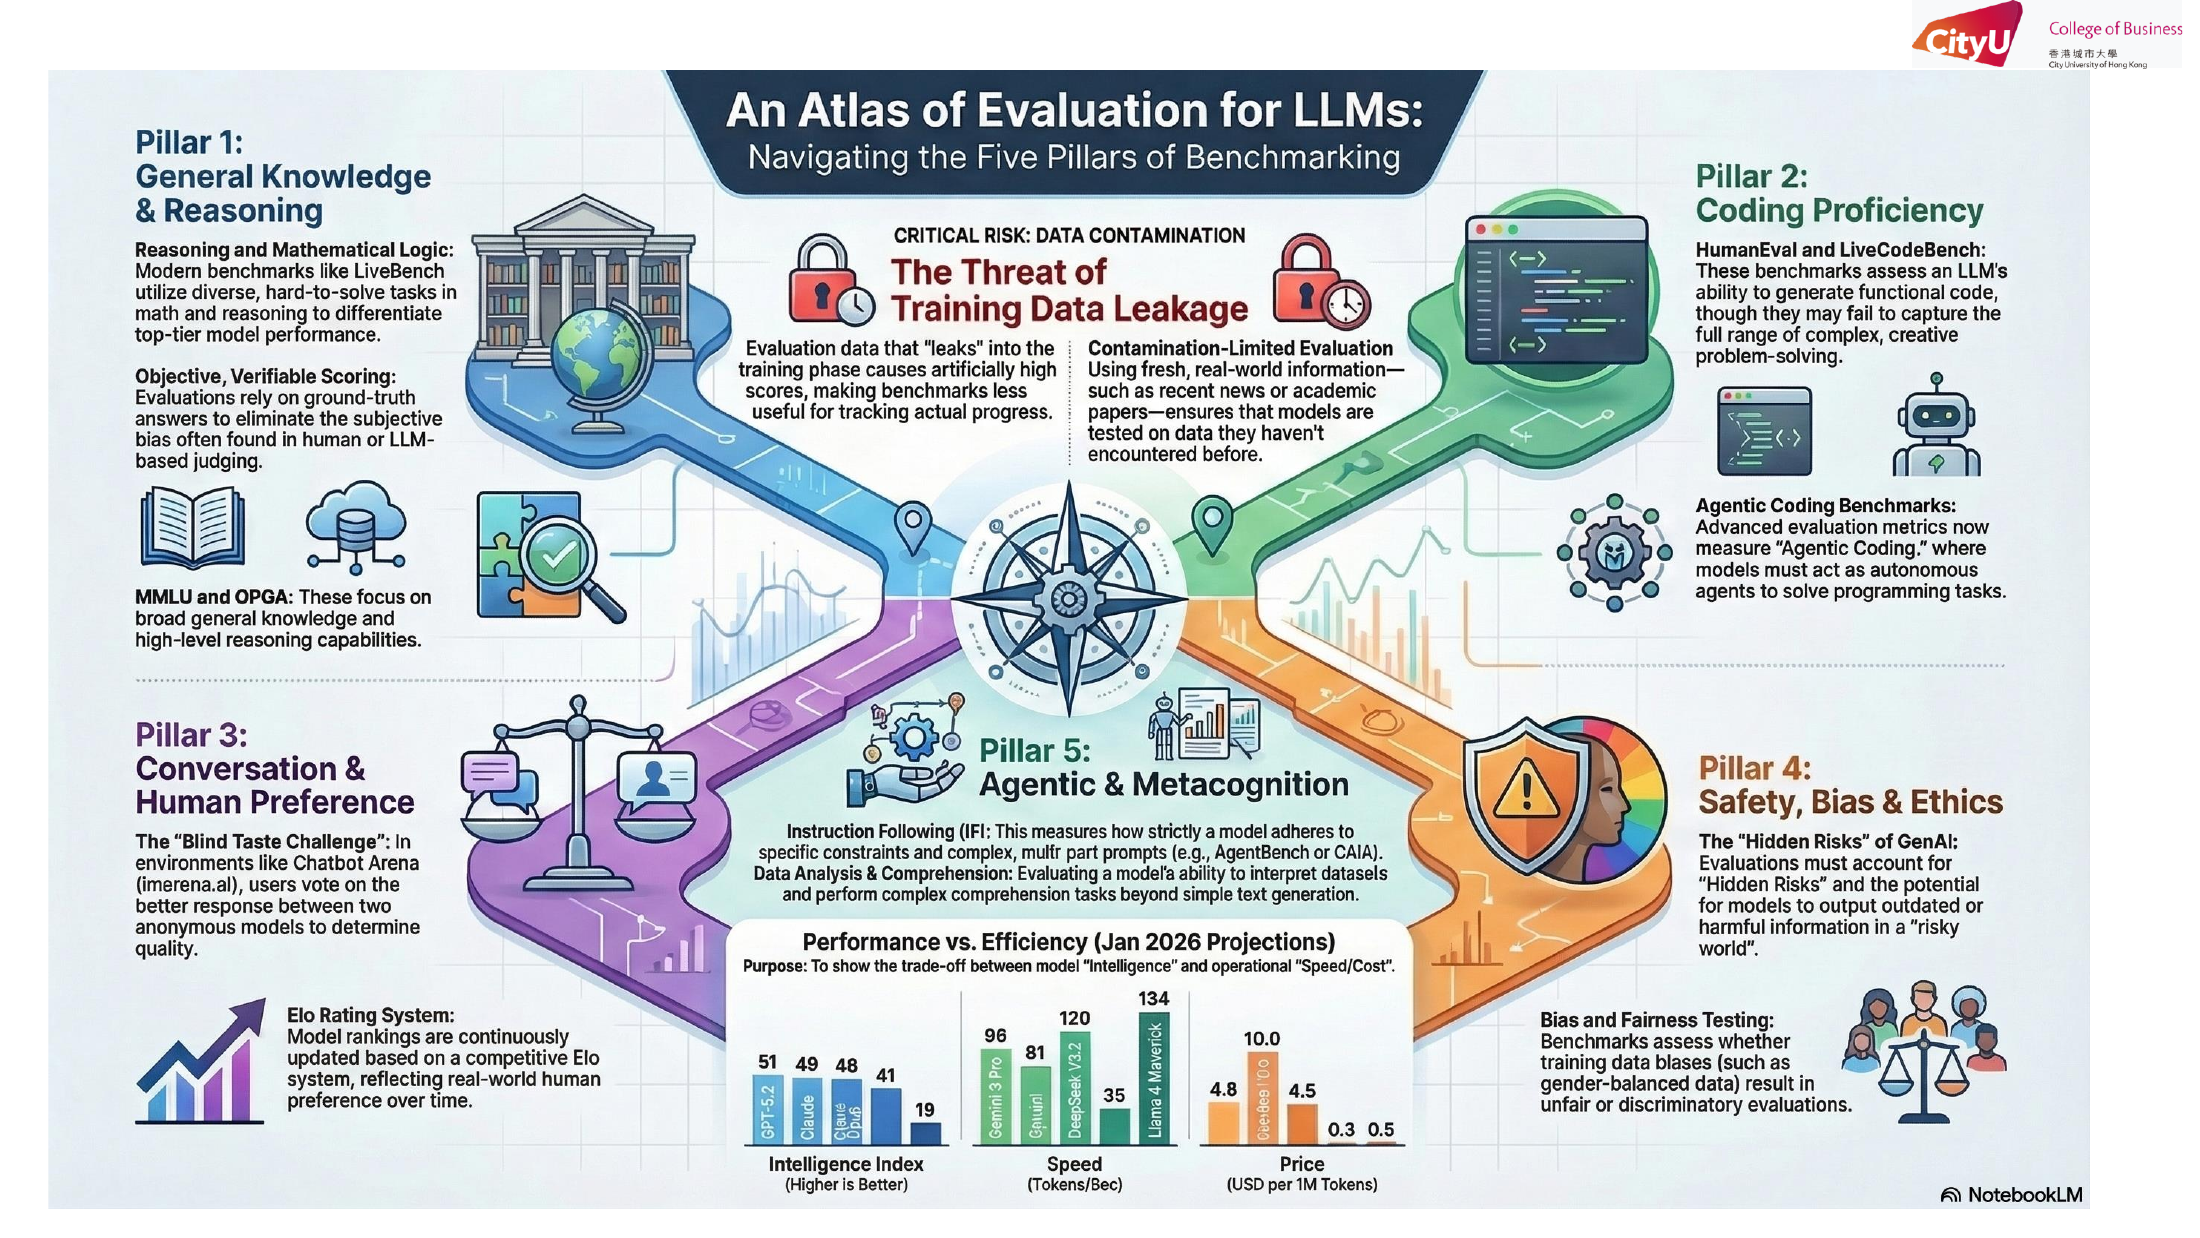 CityU
College of Business
香港城市大學
City University of Hong Kong
An Atlas of Evaluation for LLMs:
Navigating the Five Pillars of Benchmarking
Pillar 1:
General Knowledge
& Reasoning
Reasoning and Mathematical Logic:
Modern benchmarks like LiveBench
utilize diverse, hard-to-solve tasks in
math and reasoning to differentiate
top-tier model performance.
Objective, Verifiable Scoring:
Evaluations rely on ground-truth
answers to eliminate the subjective
bias often found in human or LLM-
based judging.
MMLU and OPGA: These focus on
broad general knowledge and
high-level reasoning capabilities.
CRITICAL RISK: DATA CONTAMINATION
The Threat of
Training Data Leakage
Evaluation data that "leaks" into the
training phase causes artificially high
scores, making benchmarks less
useful for tracking actual progress.
Contamination-Limited Evaluation
Using fresh, real-world information—
such as recent news or academic
papers—ensures that models are
tested on data they haven't
encountered before.
Pillar 2:
Coding Proficiency
HumanEval and LiveCodeBench:
These benchmarks assess an LLM's
ability to generate functional code,
though they may fail to capture the
full range of complex, creative
problem-solving.
Agentic Coding Benchmarks:
Advanced evaluation metrics now
measure "Agentic Coding." where
models must act as autonomous
agents to solve programming tasks.
Pillar 3:
Conversation &
Human Preference
The "Blind Taste Challenge": In
environments like Chatbot Arena
(imerena.al), users vote on the
better response between two
anonymous models to determine
quality.
Elo Rating System:
Model rankings are continuously
updated based on a competitive Elo
system, reflecting real-world human
preference over time.
Pillar 5:
Agentic & Metacognition
Instruction Following (IFI: This measures how strictly a model adheres to
specific constraints and complex, mulfr part prompts (e.g., AgentBench or CAIA).
Data Analysis & Comprehension: Evaluating a model's ability to interpret datasels
and perform complex comprehension tasks beyond simple text generation.
Performance vs. Efficiency (Jan 2026 Projections)
Purpose: To show the trade-off between model "Intelligence" and operational "Speed/Cost".
51
49
48
41
19
GPT-5.2
Claude
Intelligence Index
(Higher is Better)
96
81
120
35
134
Gemini 3 Pro
DeepSeek V3.2
Llama 4 Maverick
Speed
(Tokens/Bec)
4.8
10.0
4.5
0.3
0.5
Price
(USD per 1M Tokens)
Pillar 4:
Safety, Bias & Ethics
The "Hidden Risks" of GenAI:
Evaluations must account for
"Hidden Risks" and the potential
for models to output outdated or
harmful information in a "risky
world".
Bias and Fairness Testing:
Benchmarks assess whether
training data blases (such as
gender-balanced data) result in
unfair or discriminatory evaluations.
NotebookLM